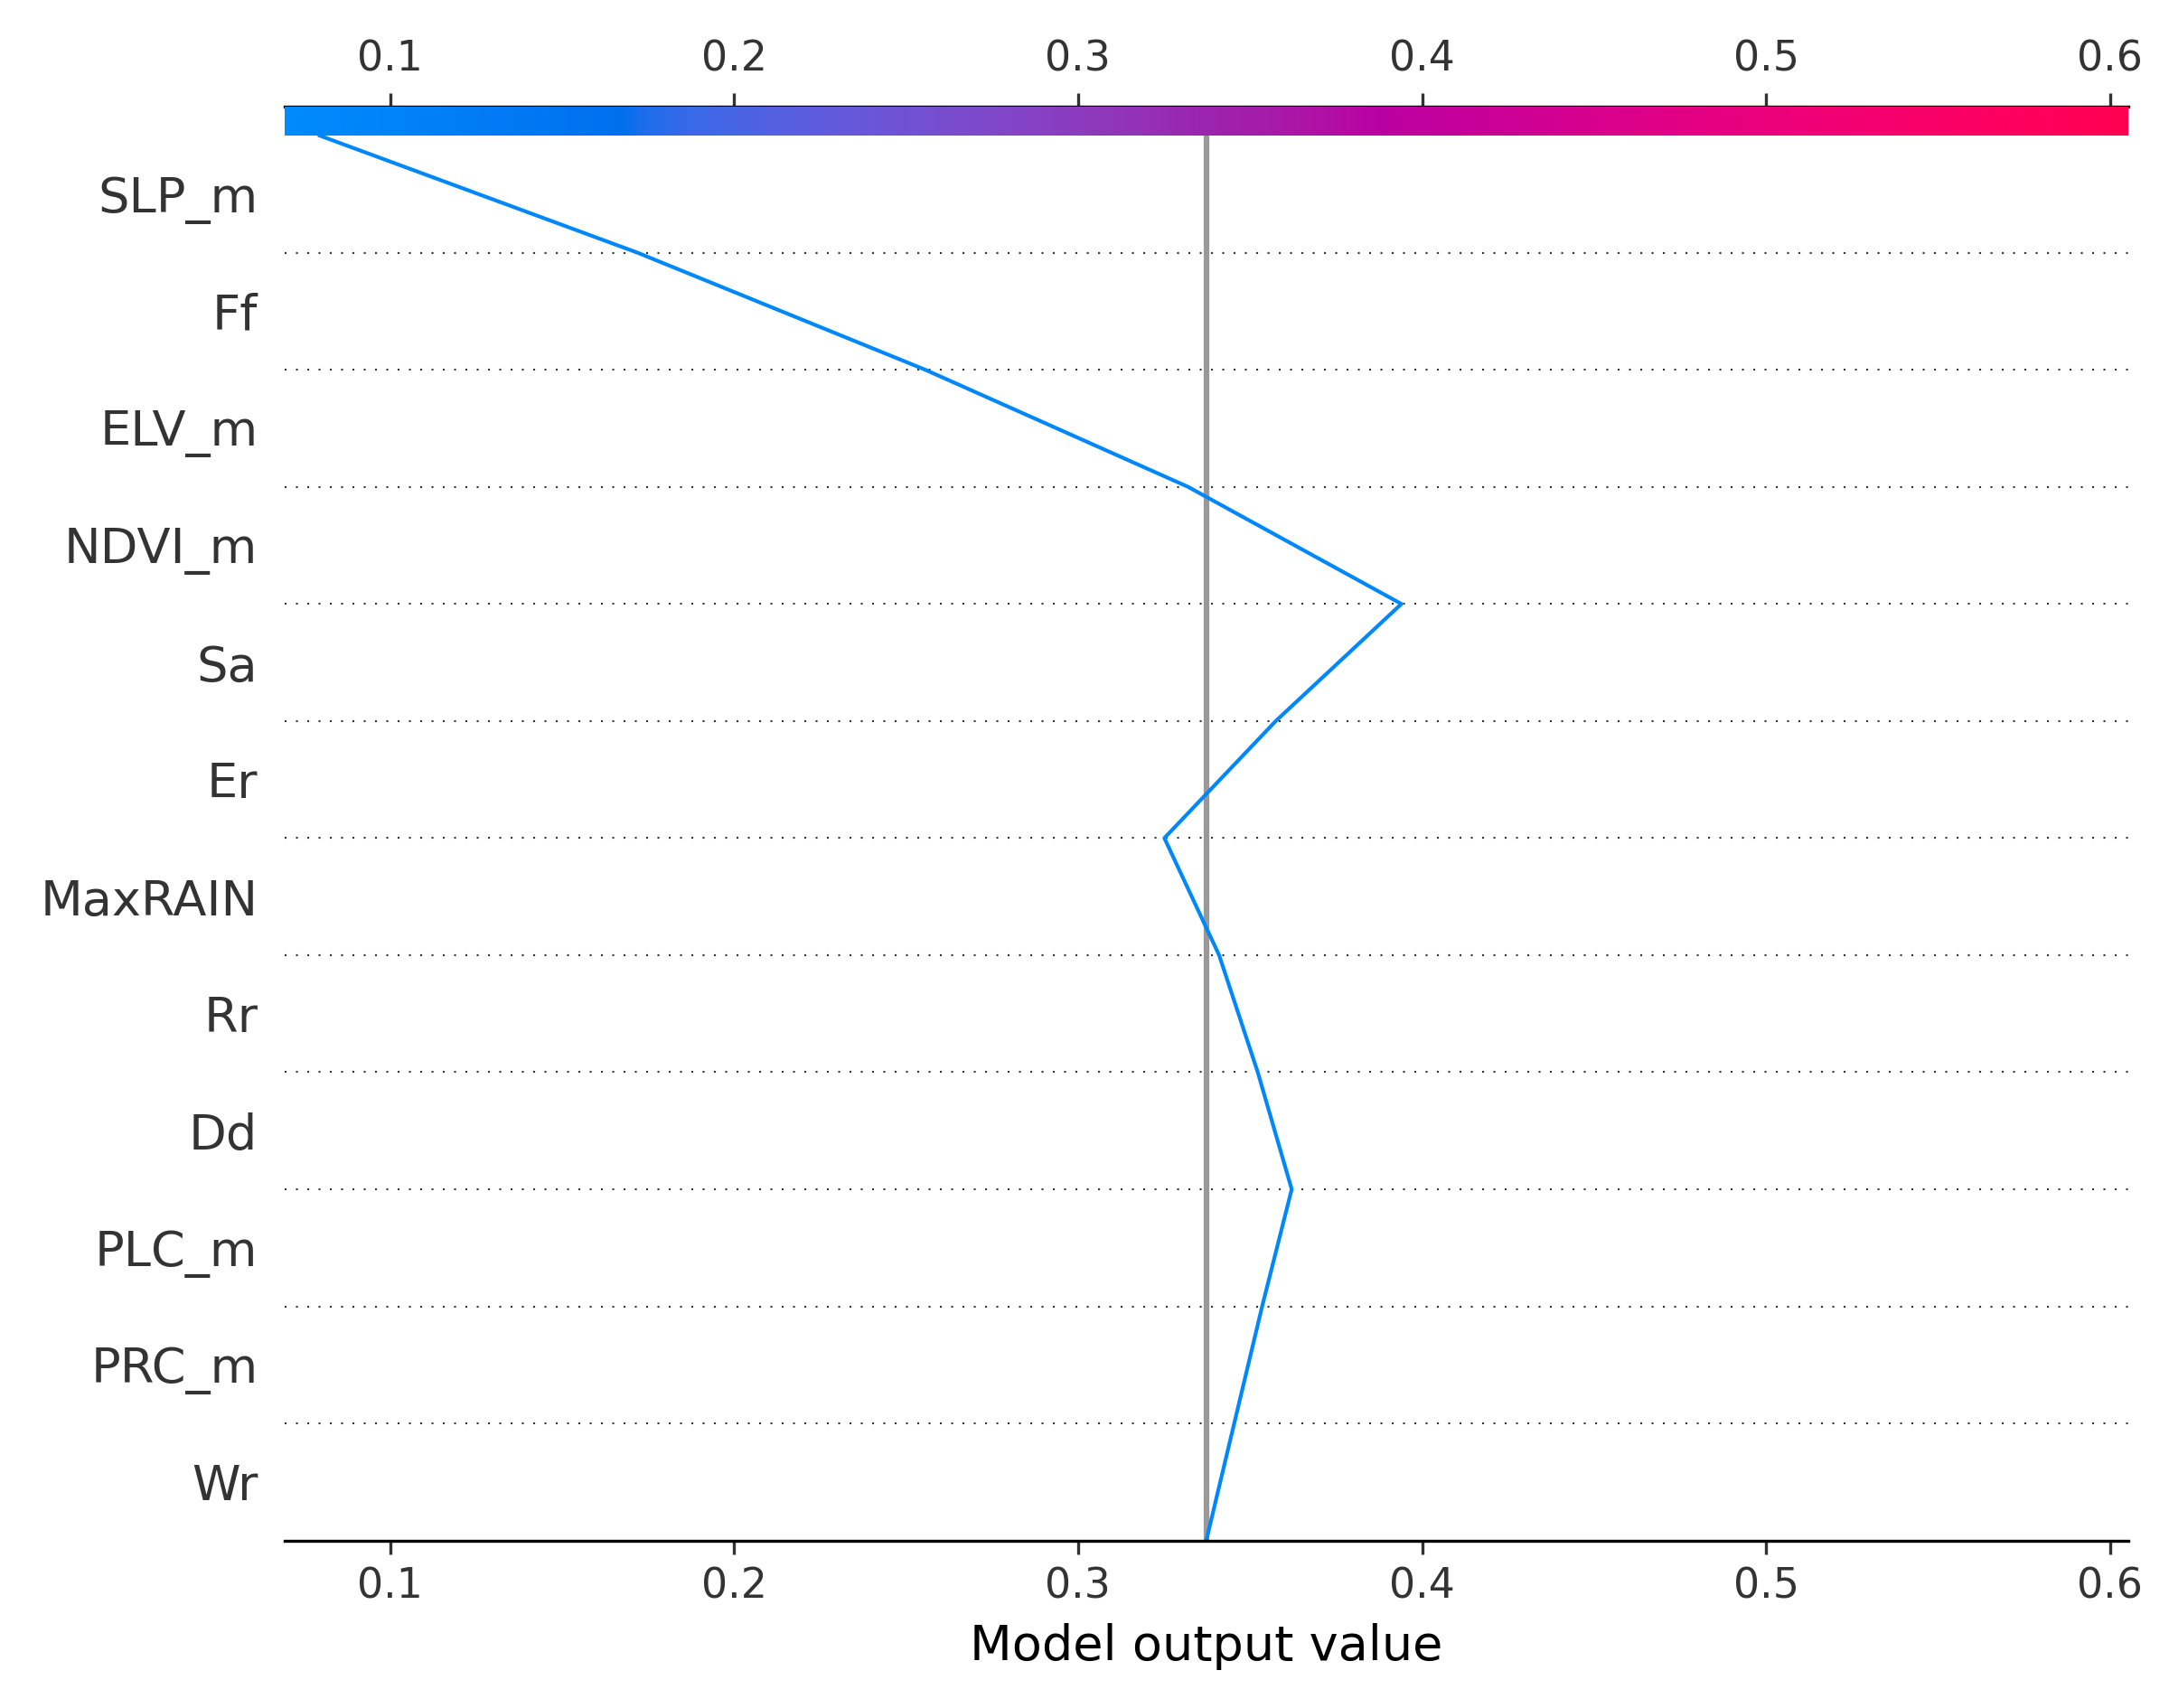 0.1 0.2 0.3 0.4 0.5 0.6
SLP_m
Ff
ELV_m
NDVI_m
Sa
Er
MaxRAIN
Rr
Dd
PLC_m
PRC_m
Wr
0.1 0.2 0.3 0.4 0.5 0.6
Model output value